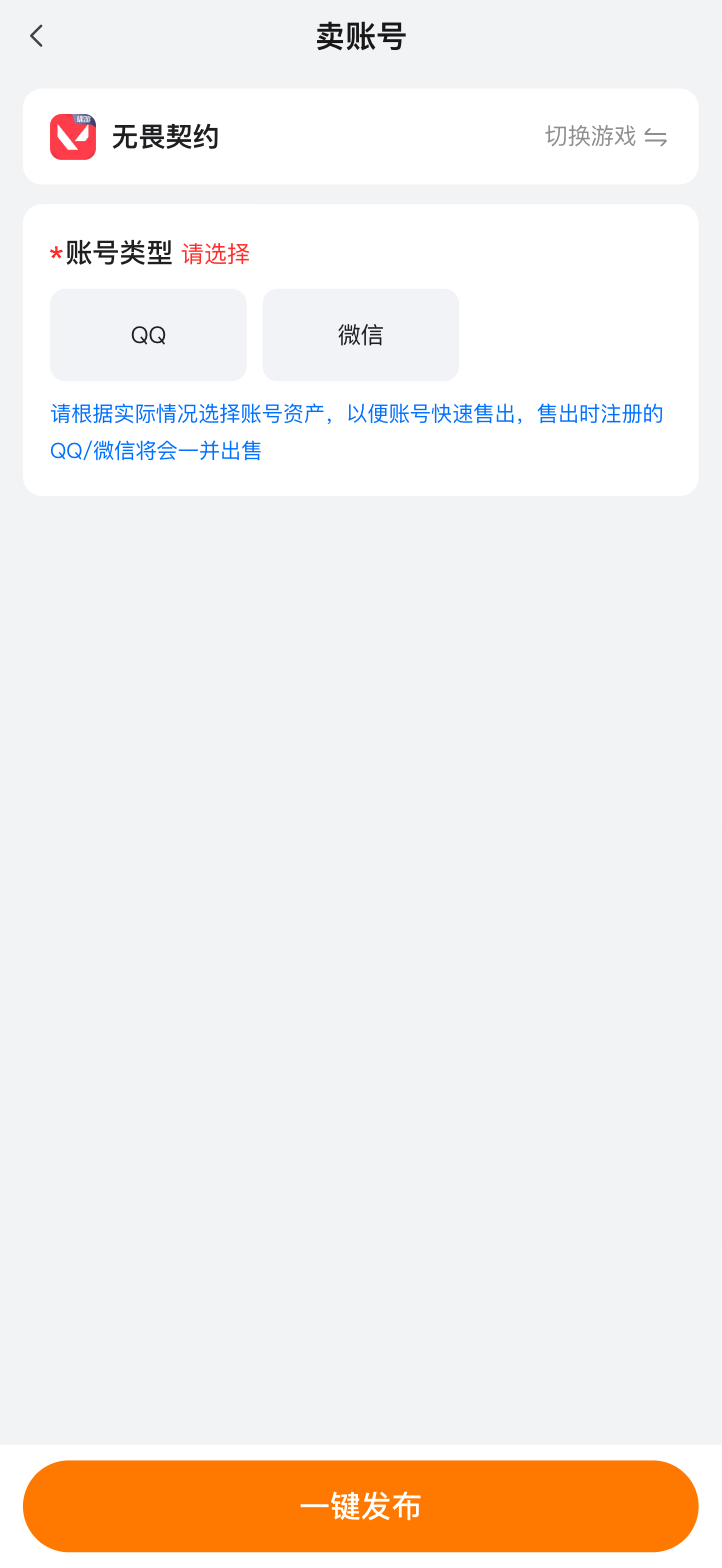 卖账号
无畏契约
切换游戏
*账号类型 请选择
QQ
微信
请根据实际情况选择账号资产，以便账号快速售出，售出时注册的
QQ/微信将会一并出售
一键发布